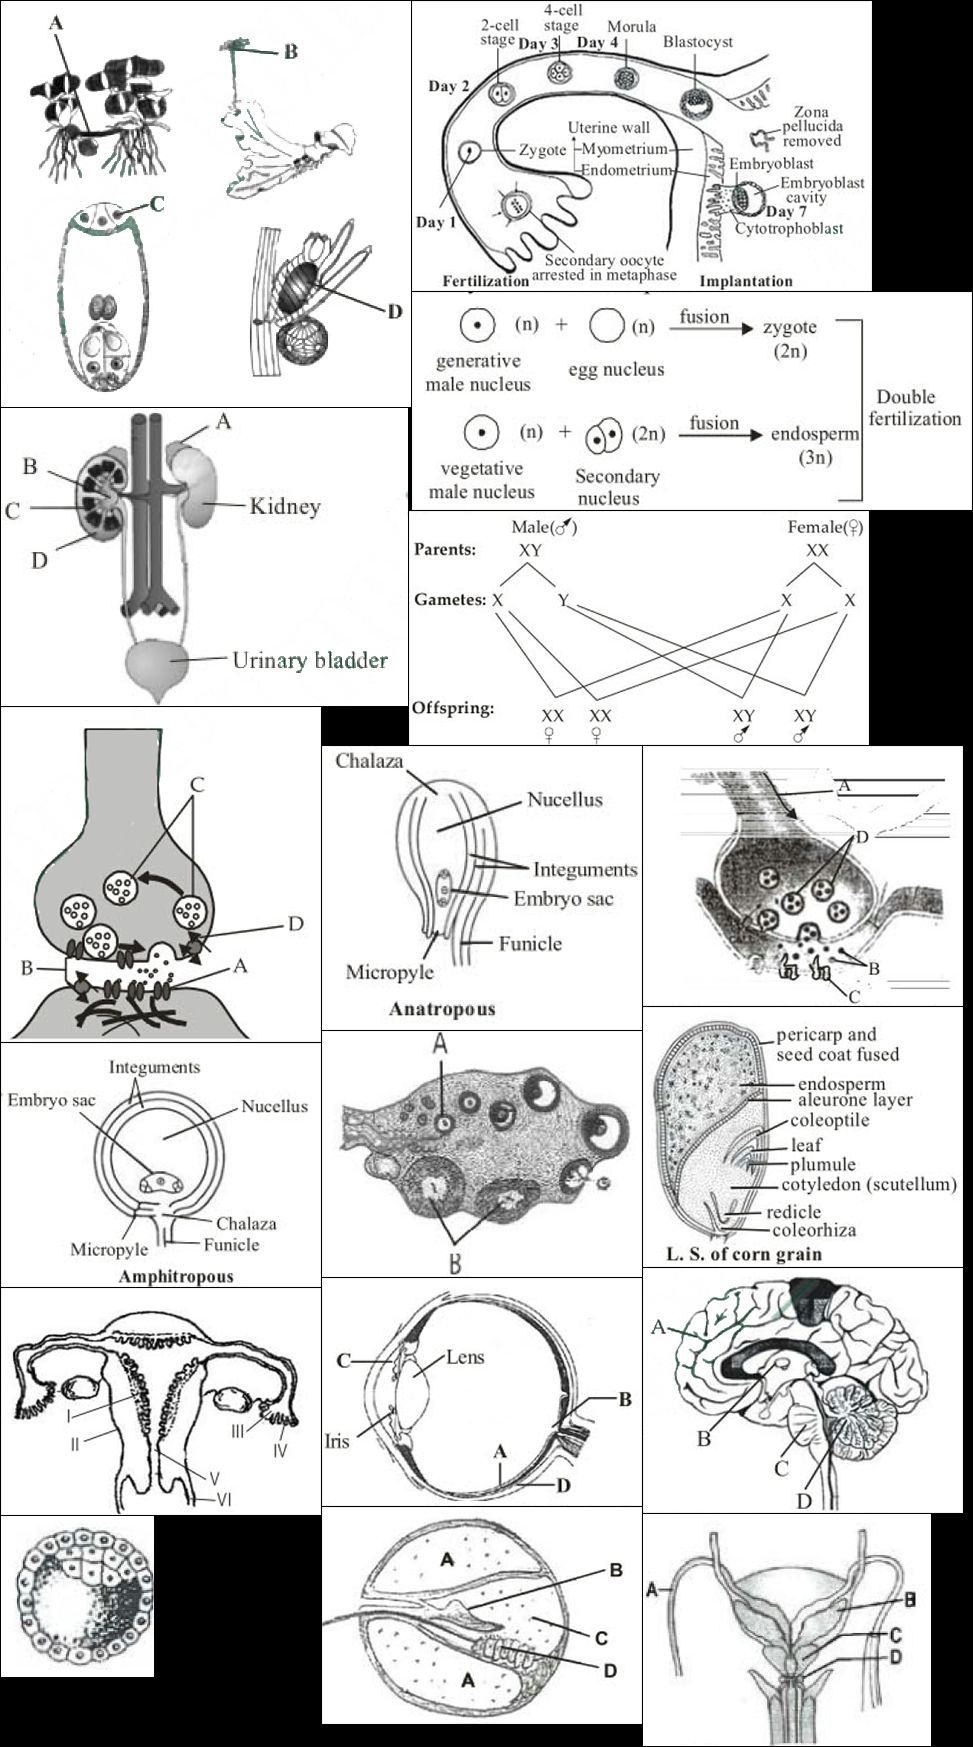 A
B
C
D
4-cell
stage
2-cell
stage
Morula
Day 3
Day 4
Blastocyst
Day 2
Zona
pellucida
removed
Uterine wall
Zygote
Myometrium
Endometrium
Embryoblast
Embryoblast
cavity
Day 7
Day 1
Cytotrophoblast
Secondary oocyte
arrested in metaphase
Fertilization
Implantation
(n) + (n) fusion zygote
(2n)
generative
male nucleus
egg nucleus
Double
fertilization
(n) + (2n) fusion endosperm
(3n)
vegetative
male nucleus
Secondary
nucleus
A
B
C
D
Kidney
Urinary bladder
Male(♂) Female(♀)
Parents: XY XX
Gametes: X Y X X
Offspring: XX XX XY XY
♀ ♀ ♂ ♂
C
D
B
A
Chalaza
Nucellus
Integuments
Embryo sac
Funicle
Micropyle
Anatropous
A
D
B
C
Integuments
Embryo sac
Nucellus
Chalaza
Micropyle
Funicle
Amphitropous
A
B
pericarp and
seed coat fused
endosperm
aleurone layer
coleoptile
leaf
plumule
cotyledon (scutellum)
redicle
coleorhiza
L. S. of corn grain
I
II
III
IV
V
VI
C
Lens
B
Iris
A
D
A
B
C
D
A
B
C
D
A
A
B
C
D